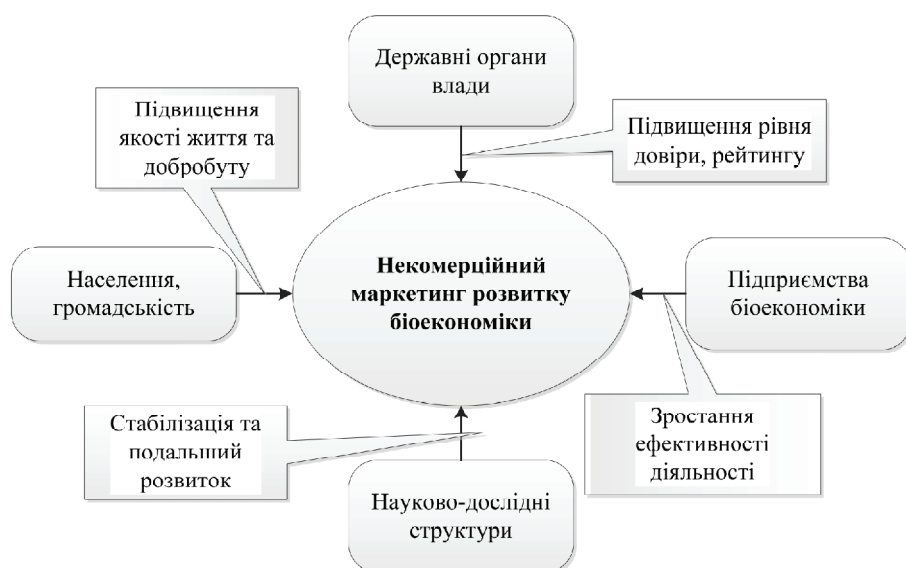 Державні органи
влади
Підвищення
якості життя та
добробуту
Підвищення рівня
довіри, рейтингу
Населення,
громадськість
Некомерційний
маркетинг розвитку
біоекономіки
Підприємства
біоекономіки
Стабілізація та
подальший
розвиток
Зростання
ефективності
діяльності
Науково-дослідні
структури